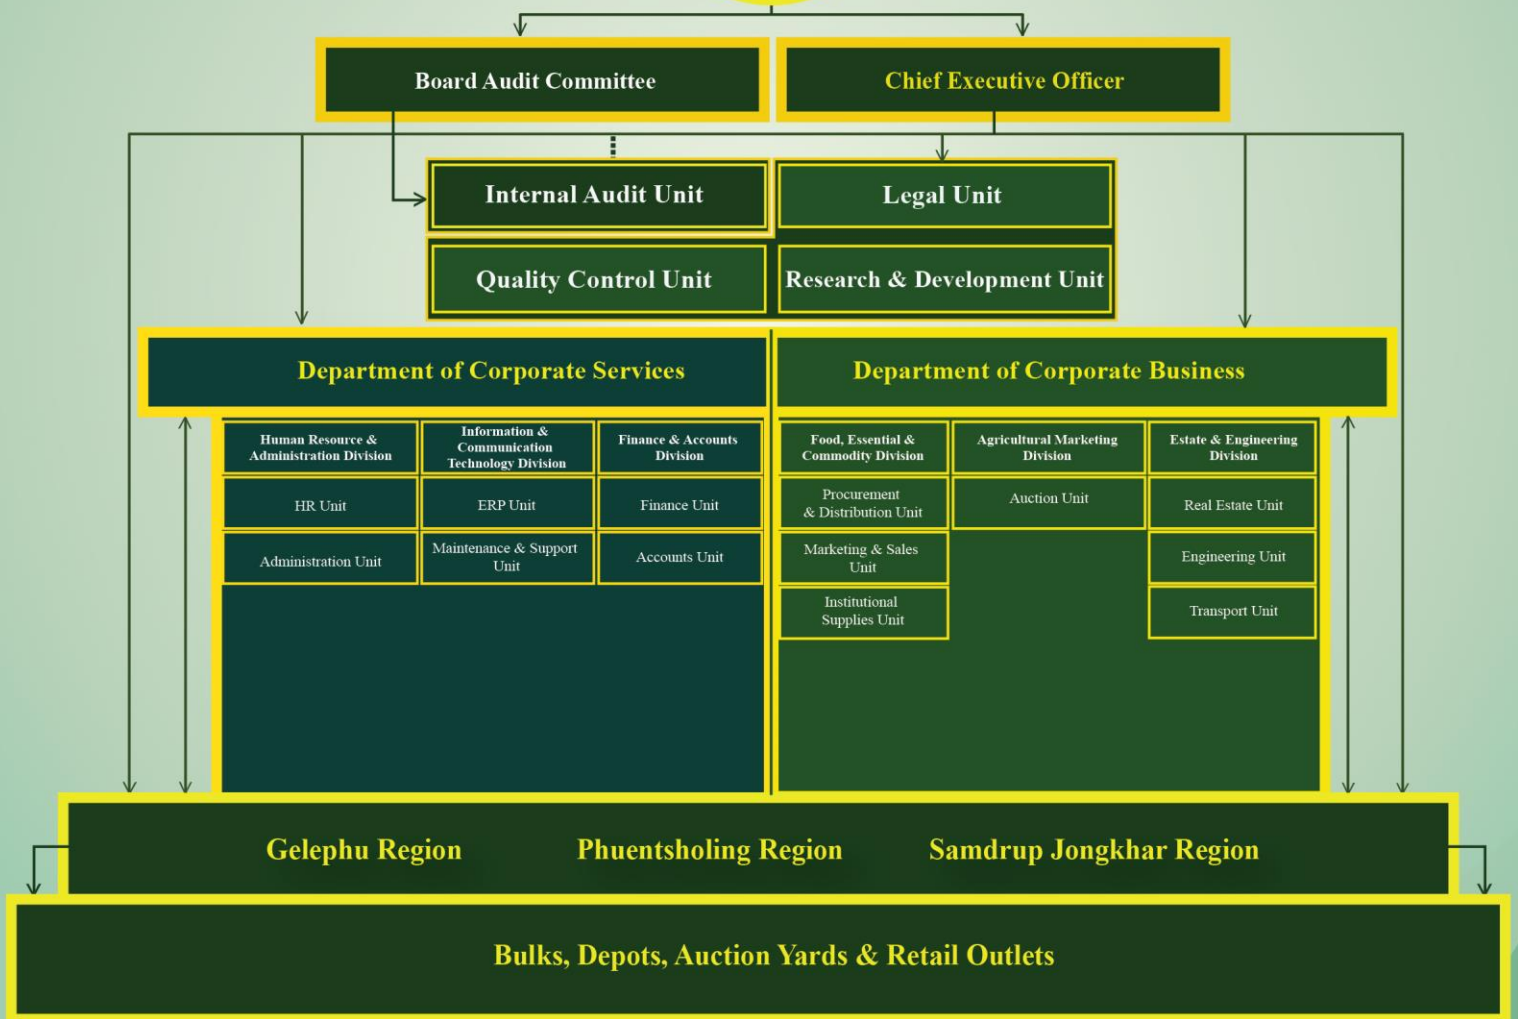 Board Audit Committee
Chief Executive Officer
Internal Audit Unit
Legal Unit
Quality Control Unit
Research & Development Unit
Department of Corporate Services
Department of Corporate Business
Human Resource &
Administration Division
Information &
Communication
Technology Division
Finance & Accounts
Division
Food, Essential &
Commodity Division
Agricultural Marketing
Division
Estate & Engineering
Division
HR Unit
ERP Unit
Finance Unit
Procurement
& Distribution Unit
Auction Unit
Real Estate Unit
Administration Unit
Maintenance & Support
Unit
Accounts Unit
Marketing & Sales
Unit
Engineering Unit
Institutional
Supplies Unit
Transport Unit
Gelephu Region
Phuentsholing Region
Samdrup Jongkhar Region
Bulks, Depots, Auction Yards & Retail Outlets